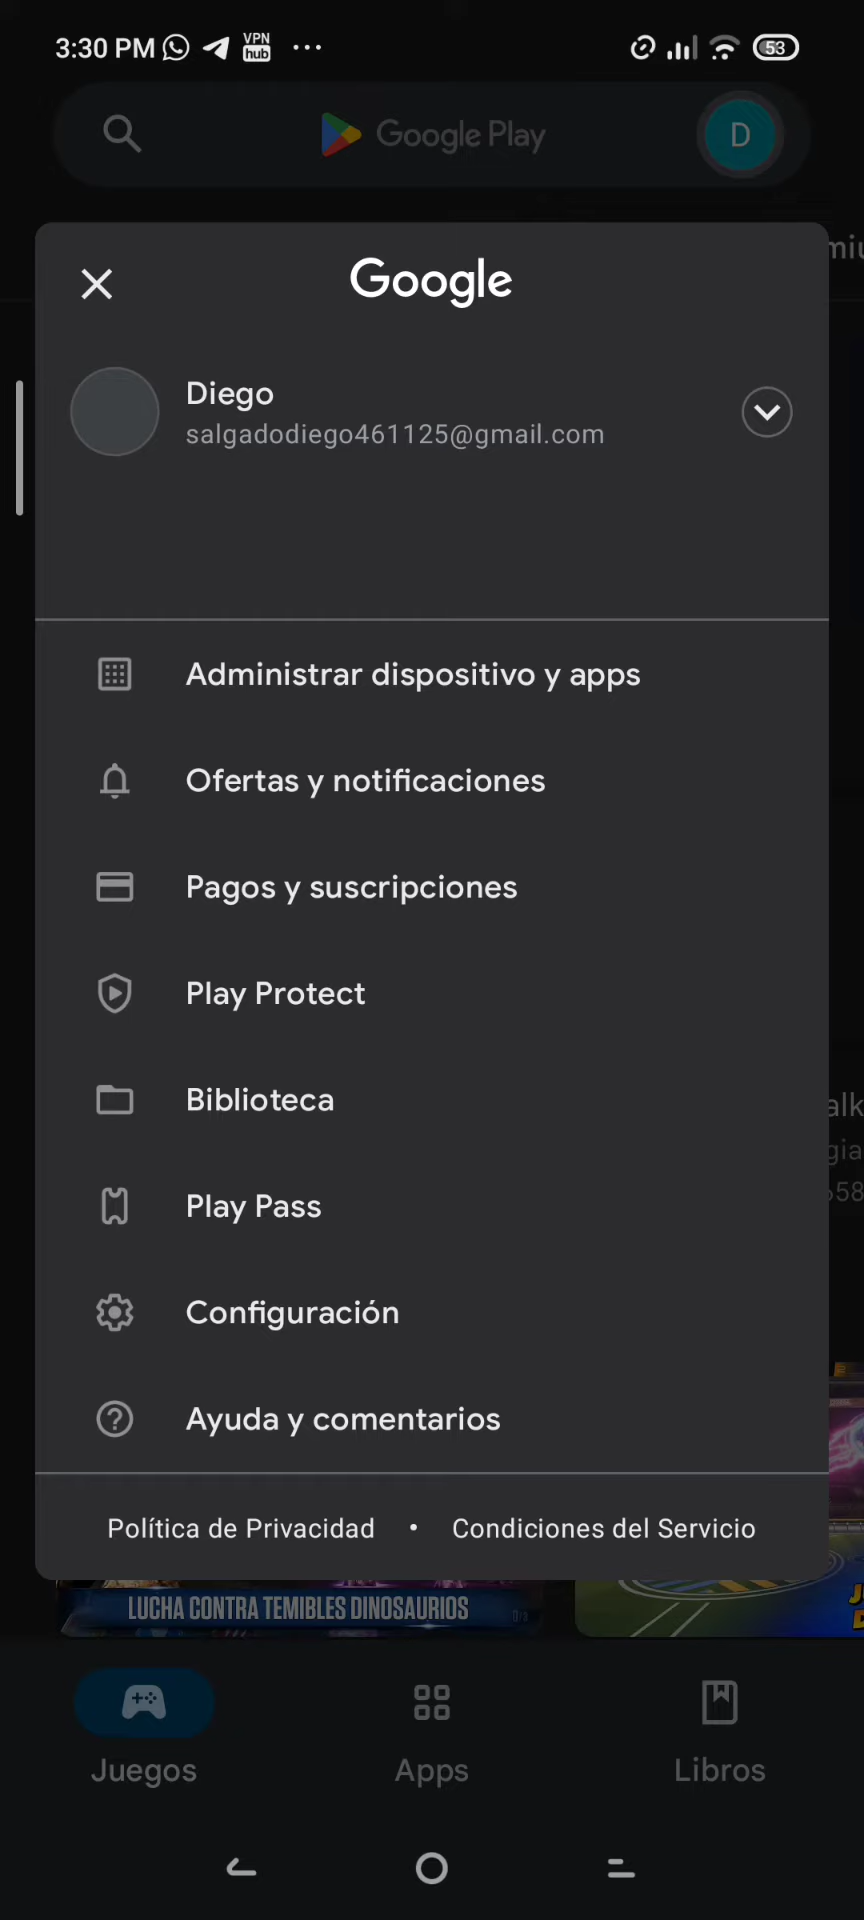 3:30 PM VPN hub 53
Google Play D
Google
Diego
salgadodiego461125@gmail.com
Administrar dispositivo y apps
Ofertas y notificaciones
Pagos y suscripciones
Play Protect
Biblioteca
Play Pass
Configuración
Ayuda y comentarios
Política de Privacidad • Condiciones del Servicio
LUCHA CONTRA TEMIBLES DINOSAURIOS
Juegos Apps Libros